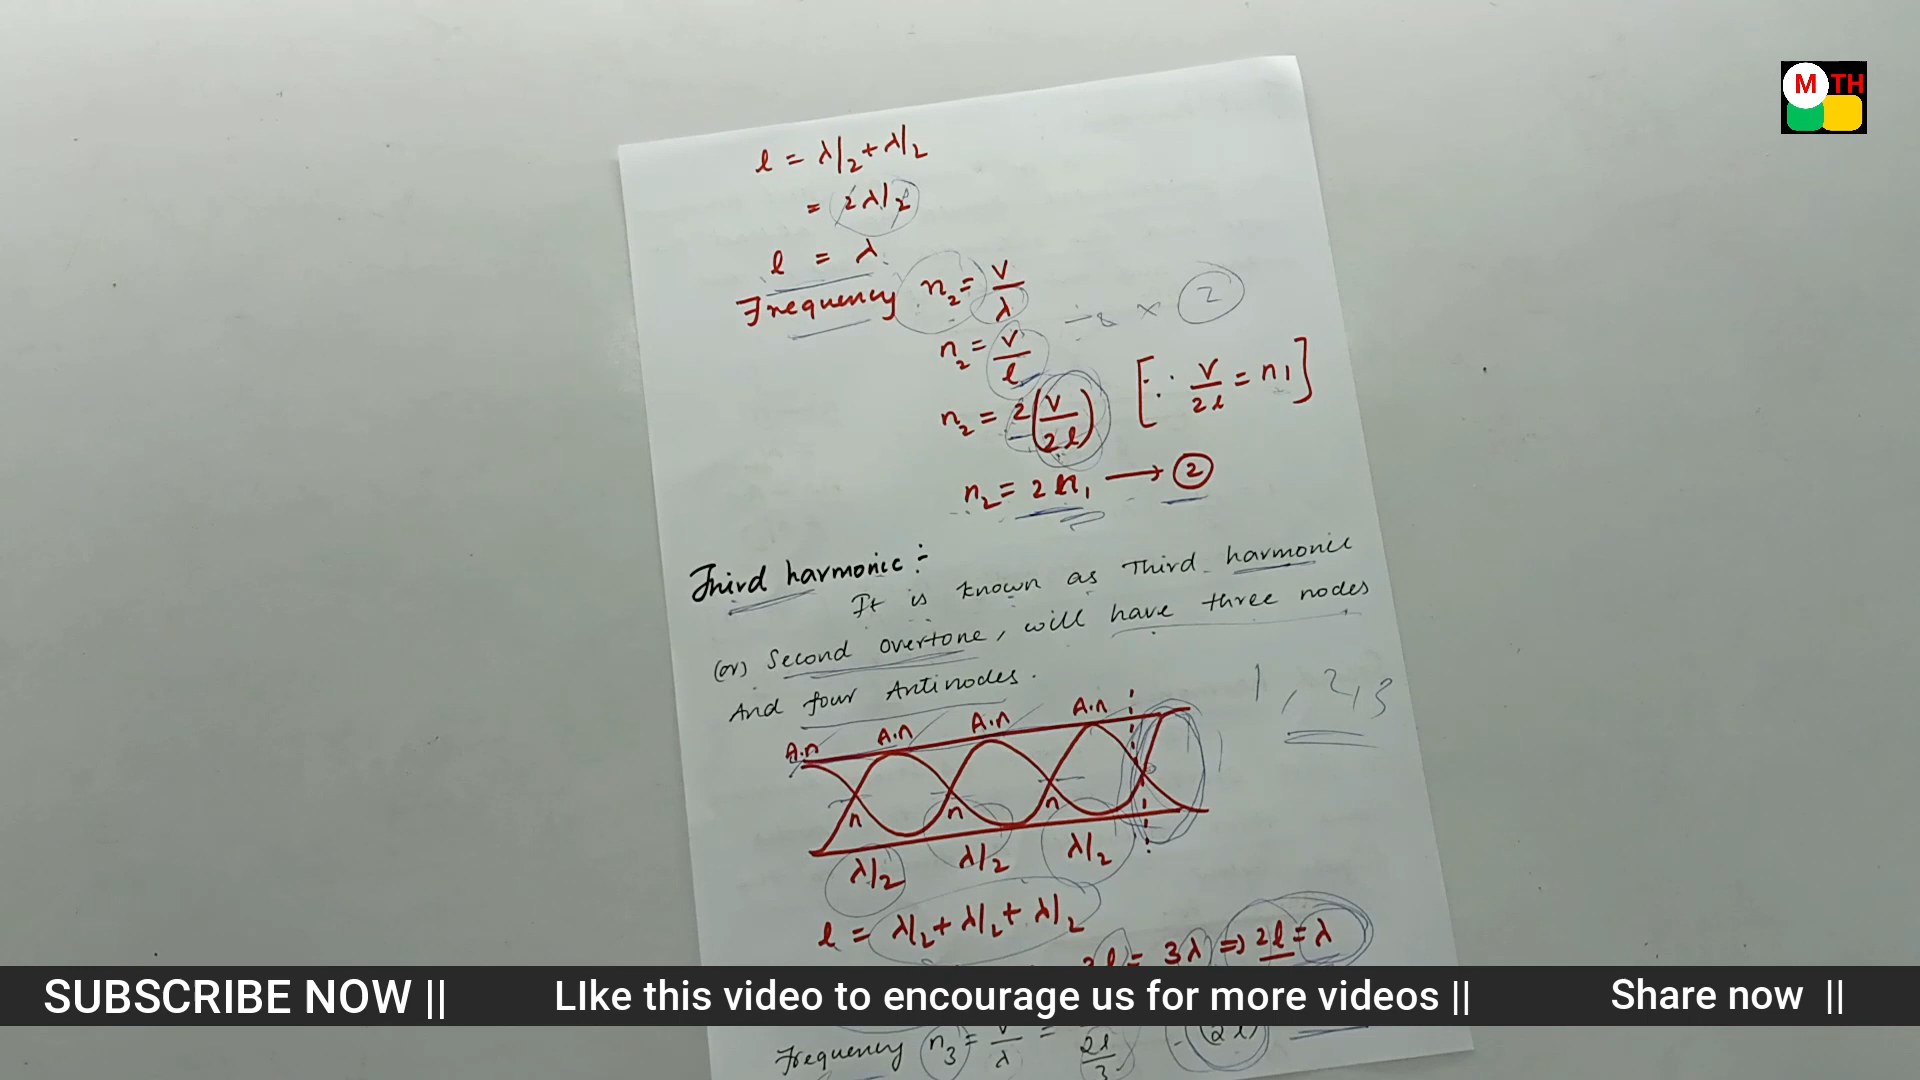 l = λ/2 + λ/2
= 2λ/2
l = λ
Frequency n₂ = v/λ
÷ × 2
n₂ = v/l
n₂ = 2(v/2l) [∵ v/2l = n1]
n₂ = 2n₁ → ②
Third harmonic :-
It is known as Third harmonic
(or) Second overtone, will have three nodes
And four Antinodes.
1, 2, 3
A.n A.n A.n A.n
n n n
λ/2 λ/2 λ/2
l = λ/2 + λ/2 + λ/2
2l = 3λ ⇒ 2l = λ
Frequency n₃ = v/λ = 2l/3 (2l)
M TH
SUBSCRIBE NOW || LIke this video to encourage us for more videos || Share now ||